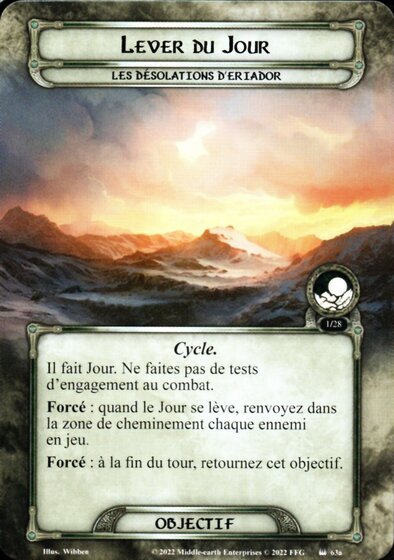 Lever du Jour
Les Désolations d'Eriador
1/28
Cycle.
Il fait Jour. Ne faites pas de tests
d'engagement au combat.
Forcé : quand le Jour se lève, renvoyez dans
la zone de cheminement chaque ennemi
en jeu.
Forcé : à la fin du tour, retournez cet objectif.
Objectif
Illus. Wibben © 2022 Middle-earth Enterprises © 2022 FFG 63a